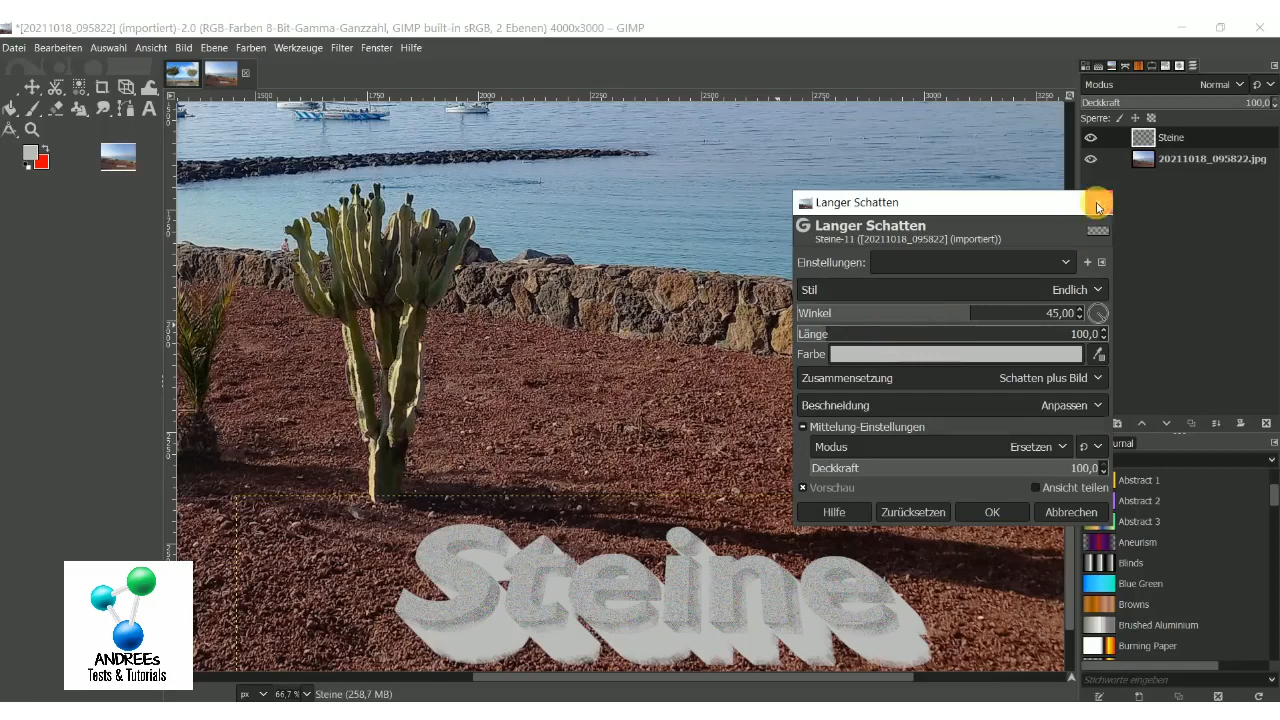 *[20211018_095822] (importiert)-2.0 (RGB-Farben 8-Bit-Gamma-Ganzzahl, GIMP built-in sRGB, 2 Ebenen) 4000x3000 – GIMP
Datei Bearbeiten Auswahl Ansicht Bild Ebene Farben Werkzeuge Filter Fenster Hilfe
Modus Normal
Deckkraft 100,0
Sperre:
Steine
20211018_095822.jpg
1500 1750 2000 2250 2500 2750 3000 3250
Langer Schatten
Langer Schatten
Steine-11 ([20211018_095822] (importiert))
Einstellungen:
Stil Endlich
Winkel 45,00
Länge 100,0
Farbe
Zusammensetzung Schatten plus Bild
Beschneidung Anpassen
Mittelung-Einstellungen
Modus Ersetzen
Deckkraft 100,0
Vorschau Ansicht teilen
Hilfe Zurücksetzen OK Abbrechen
urnal
Abstract 1
Abstract 2
Abstract 3
Aneurism
Blinds
Blue Green
Browns
Brushed Aluminium
Burning Paper
Stichworte eingeben
Steine
ANDREEs
Tests & Tutorials
px 66,7 % Steine (258,7 MB)